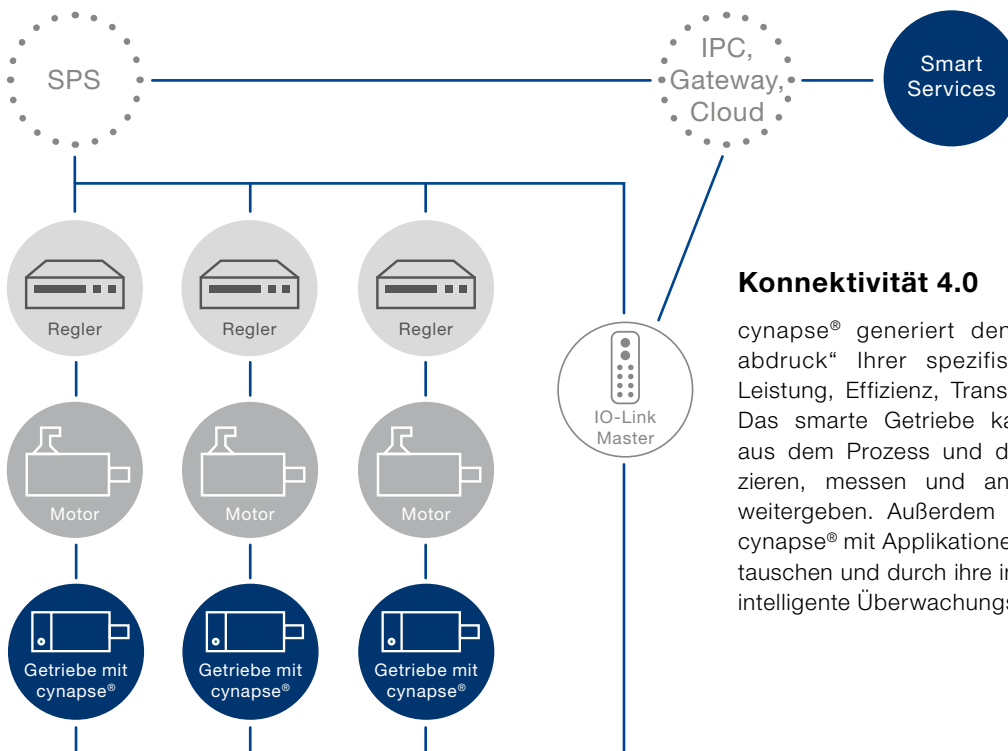 SPS
IPC,
Gateway,
Cloud
Smart
Services
Regler
Regler
Regler
Motor
Motor
Motor
Getriebe mit
cynapse®
Getriebe mit
cynapse®
Getriebe mit
cynapse®
IO-Link
Master
Konnektivität 4.0
cynapse® generiert den
abdruck“ Ihrer spezifis
Leistung, Effizienz, Trans
Das smarte Getriebe ka
aus dem Prozess und d
zieren, messen und an
weitergeben. Außerdem
cynapse® mit Applikatione
tauschen und durch ihre i
intelligente Überwachungs